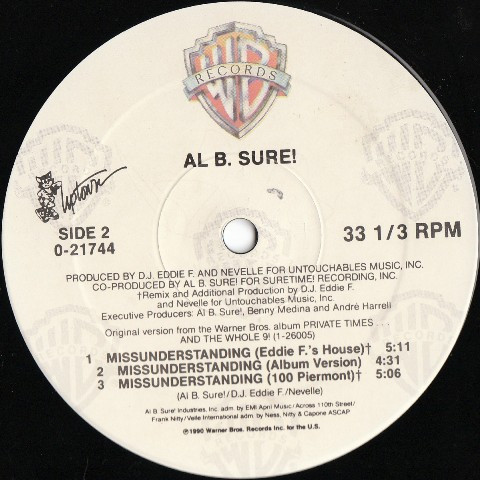 WB
RECORDS
AL B. SURE!
Uptown
SIDE 2
0-21744
33 1/3 RPM
PRODUCED BY D.J. EDDIE F. AND NEVELLE FOR UNTOUCHABLES MUSIC, INC.
CO-PRODUCED BY AL B. SURE! FOR SURETIME! RECORDING, INC.
†Remix and Additional Production by D.J. Eddie F.
and Nevelle for Untouchables Music, Inc.
Executive Producers: Al B. Sure!, Benny Medina and André Harrell
Original version from the Warner Bros. album PRIVATE TIMES . . .
AND THE WHOLE 9! (1-26005)
1 MISSUNDERSTANDING (Eddie F.'s House)† 5:11
2 MISSUNDERSTANDING (Album Version) 4:31
3 MISSUNDERSTANDING (100 Piermont)† 5:06
(Al B. Sure!/D.J. Eddie F./Nevelle)
Al B. Sure! Industries, Inc. adm. by EMI April Music/Across 110th Street/
Frank Nitty/Velle International adm. by Ness, Nitty & Capone ASCAP
℗1990 Warner Bros. Records Inc. for the U.S.